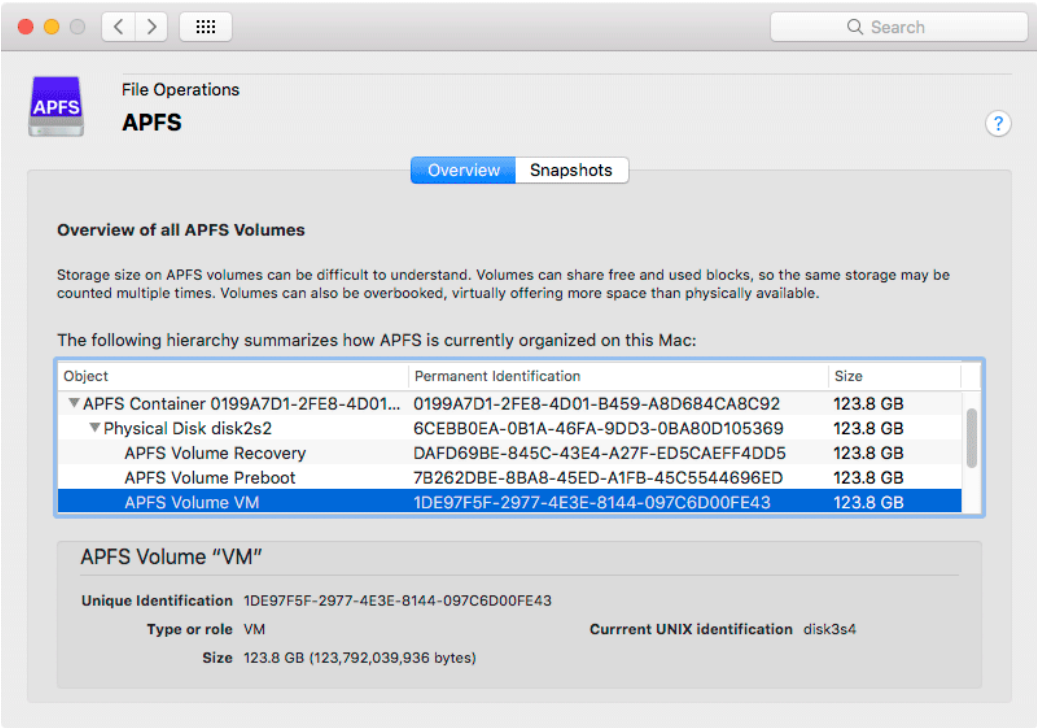 Search
APFS
File Operations
APFS
?
Overview Snapshots
Overview of all APFS Volumes
Storage size on APFS volumes can be difficult to understand. Volumes can share free and used blocks, so the same storage may be
counted multiple times. Volumes can also be overbooked, virtually offering more space than physically available.
The following hierarchy summarizes how APFS is currently organized on this Mac:
Object Permanent Identification Size
APFS Container 0199A7D1-2FE8-4D01... 0199A7D1-2FE8-4D01-B459-A8D684CA8C92 123.8 GB
Physical Disk disk2s2 6CEBB0EA-0B1A-46FA-9DD3-0BA80D105369 123.8 GB
APFS Volume Recovery DAFD69BE-845C-43E4-A27F-ED5CAEFF4DD5 123.8 GB
APFS Volume Preboot 7B262DBE-8BA8-45ED-A1FB-45C5544696ED 123.8 GB
APFS Volume VM 1DE97F5F-2977-4E3E-8144-097C6D00FE43 123.8 GB
APFS Volume “VM”
Unique Identification 1DE97F5F-2977-4E3E-8144-097C6D00FE43
Type or role VM Currrent UNIX identification disk3s4
Size 123.8 GB (123,792,039,936 bytes)